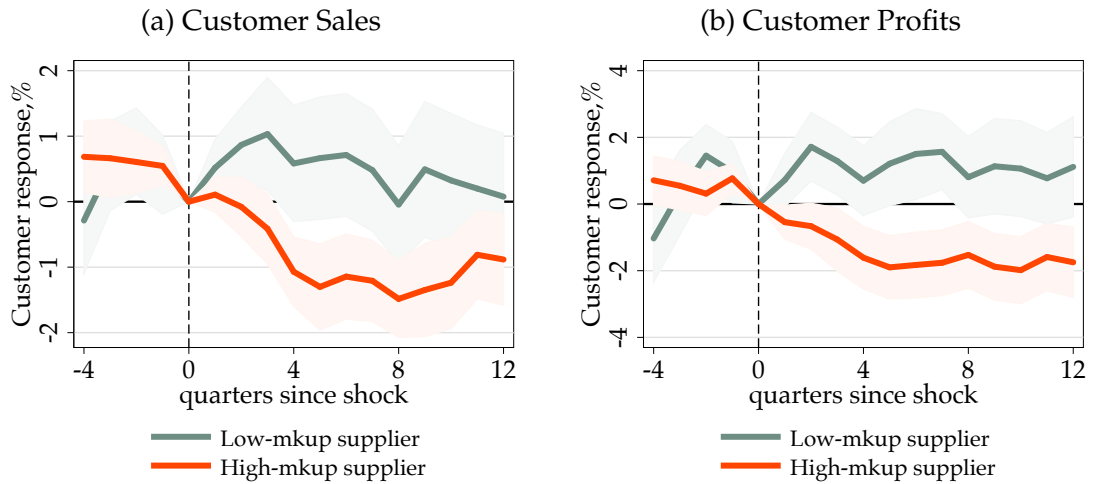 (a) Customer Sales
Customer response,%
2
1
0
-1
-2
-4 0 4 8 12
quarters since shock
Low-mkup supplier
High-mkup supplier
(b) Customer Profits
Customer response,%
4
2
0
-2
-4
-4 0 4 8 12
quarters since shock
Low-mkup supplier
High-mkup supplier